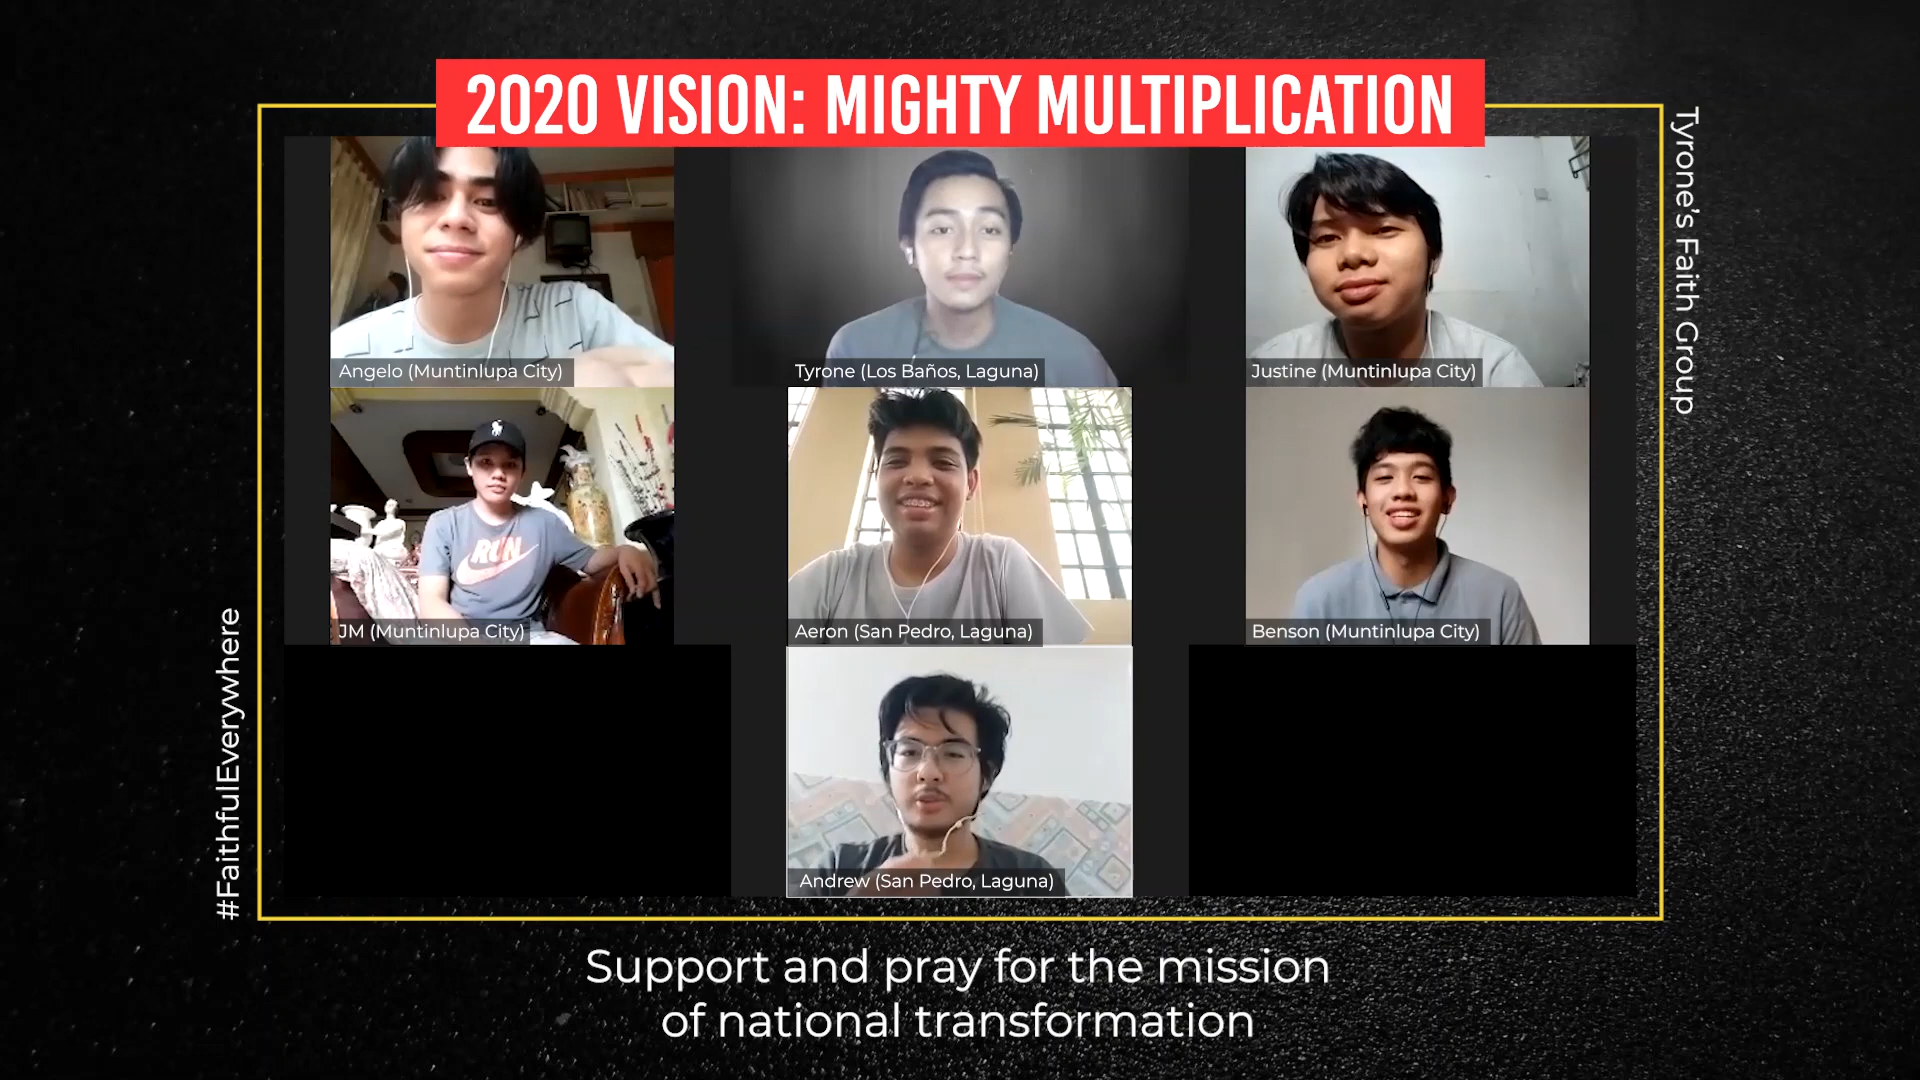 2020 VISION: MIGHTY MULTIPLICATION
Tyrone's Faith Group
Angelo (Muntinlupa City)
Tyrone (Los Baños, Laguna)
Justine (Muntinlupa City)
RUN
JM (Muntinlupa City)
Aeron (San Pedro, Laguna)
Benson (Muntinlupa City)
#FaithfulEverywhere
Andrew (San Pedro, Laguna)
Support and pray for the mission
of national transformation